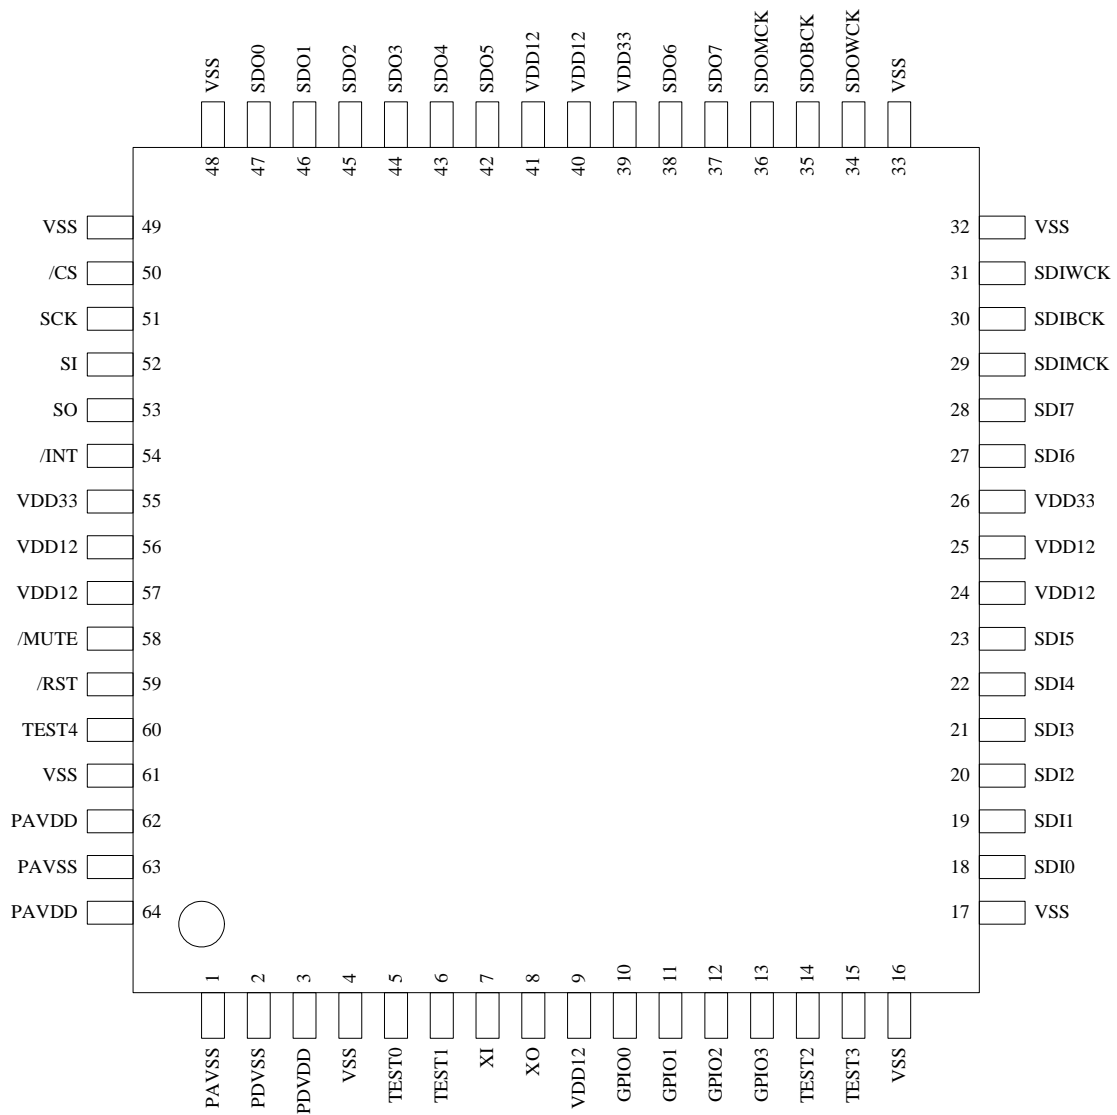 VSS
SDO0
SDO1
SDO2
SDO3
SDO4
SDO5
VDD12
VDD12
VDD33
SDO6
SDO7
SDOMCK
SDOBCK
SDOWCK
VSS
48
47
46
45
44
43
42
41
40
39
38
37
36
35
34
33
VSS 49
/CS 50
SCK 51
SI 52
SO 53
/INT 54
VDD33 55
VDD12 56
VDD12 57
/MUTE 58
/RST 59
TEST4 60
VSS 61
PAVDD 62
PAVSS 63
PAVDD 64
32 VSS
31 SDIWCK
30 SDIBCK
29 SDIMCK
28 SDI7
27 SDI6
26 VDD33
25 VDD12
24 VDD12
23 SDI5
22 SDI4
21 SDI3
20 SDI2
19 SDI1
18 SDI0
17 VSS
1
2
3
4
5
6
7
8
9
10
11
12
13
14
15
16
PAVSS
PDVSS
PDVDD
VSS
TEST0
TEST1
XI
XO
VDD12
GPIO0
GPIO1
GPIO2
GPIO3
TEST2
TEST3
VSS